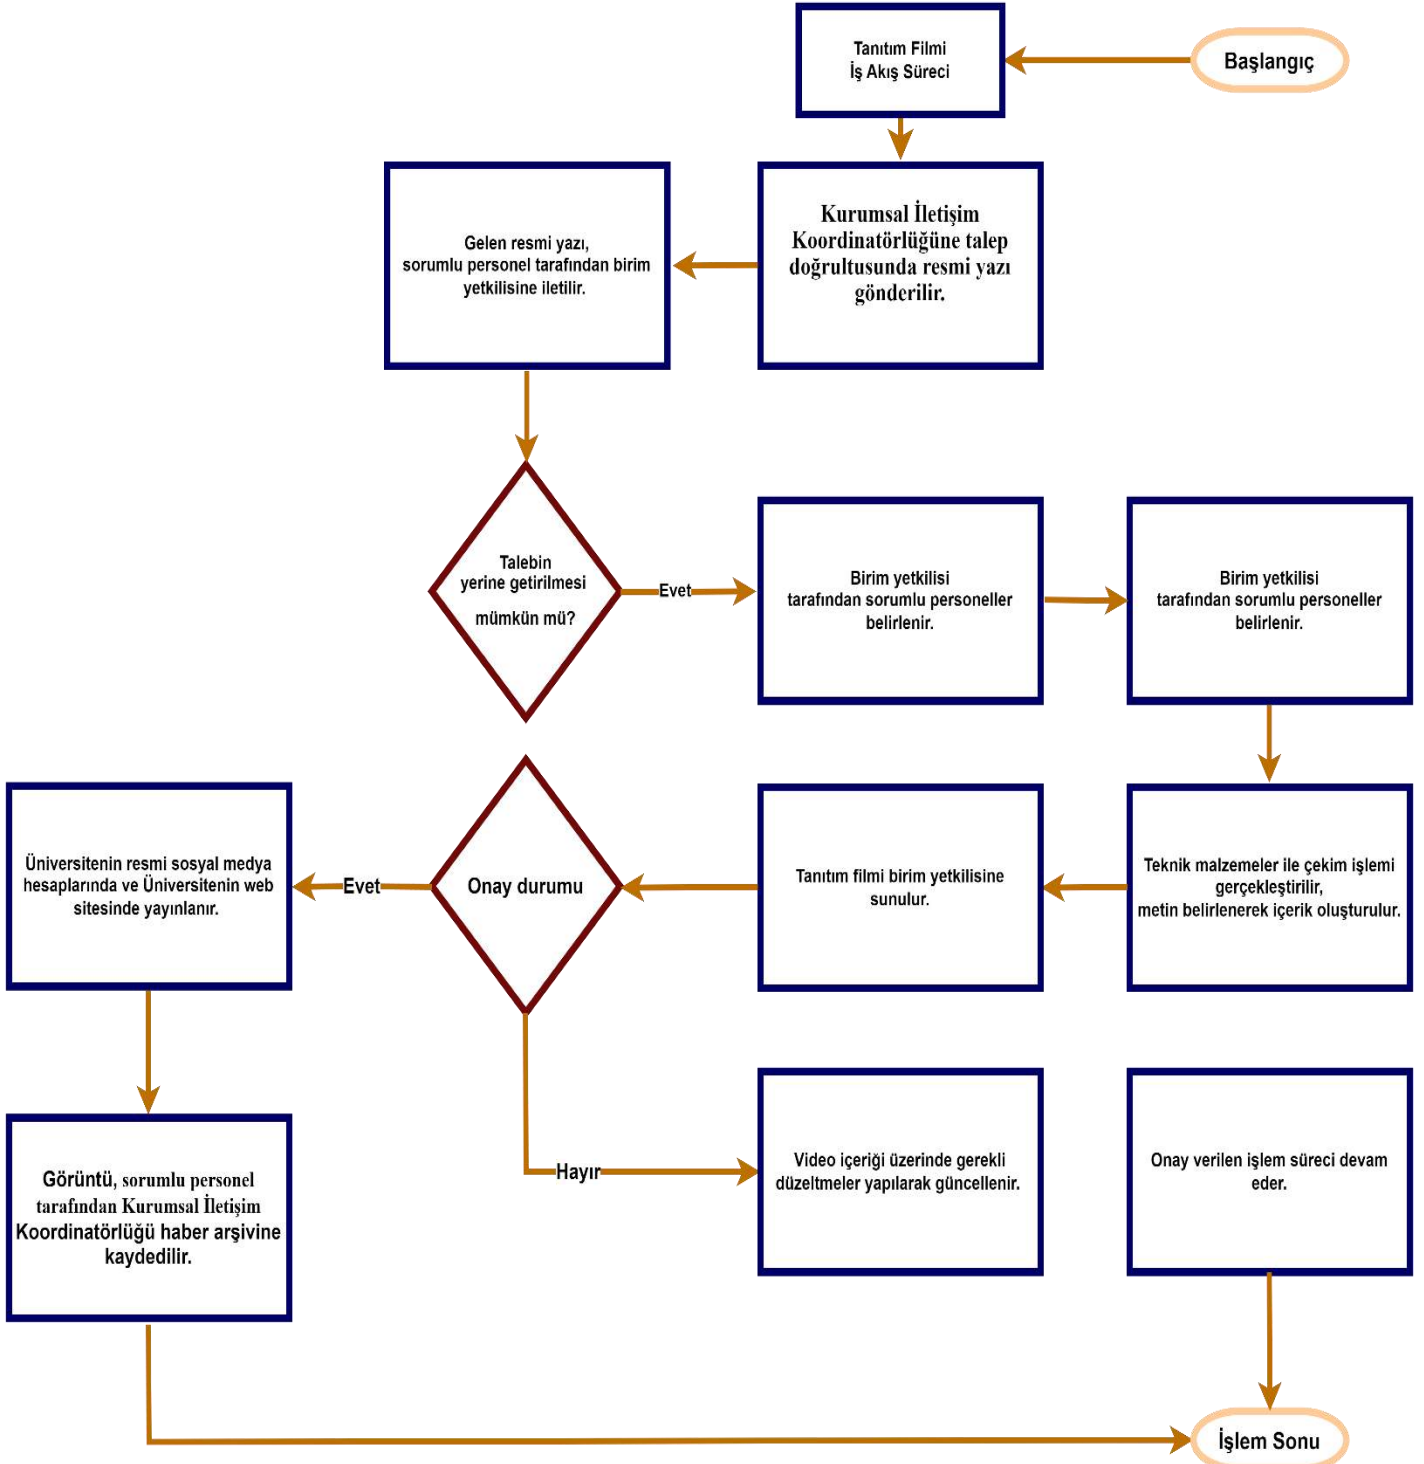 Başlangıç
Tanıtım Filmi
İş Akış Süreci
Kurumsal İletişim
Koordinatörlüğüne talep
doğrultusunda resmi yazı
gönderilir.
Gelen resmi yazı,
sorumlu personel tarafından birim
yetkilisine iletilir.
Talebin
yerine getirilmesi
mümkün mü?
Evet
Birim yetkilisi
tarafından sorumlu personeller
belirlenir.
Birim yetkilisi
tarafından sorumlu personeller
belirlenir.
Teknik malzemeler ile çekim işlemi
gerçekleştirilir,
metin belirlenerek içerik oluşturulur.
Tanıtım filmi birim yetkilisine
sunulur.
Onay durumu
Evet
Üniversitenin resmi sosyal medya
hesaplarında ve Üniversitenin web
sitesinde yayınlanır.
Görüntü, sorumlu personel
tarafından Kurumsal İletişim
Koordinatörlüğü haber arşivine
kaydedilir.
Hayır
Video içeriği üzerinde gerekli
düzeltmeler yapılarak güncellenir.
Onay verilen işlem süreci devam
eder.
İşlem Sonu